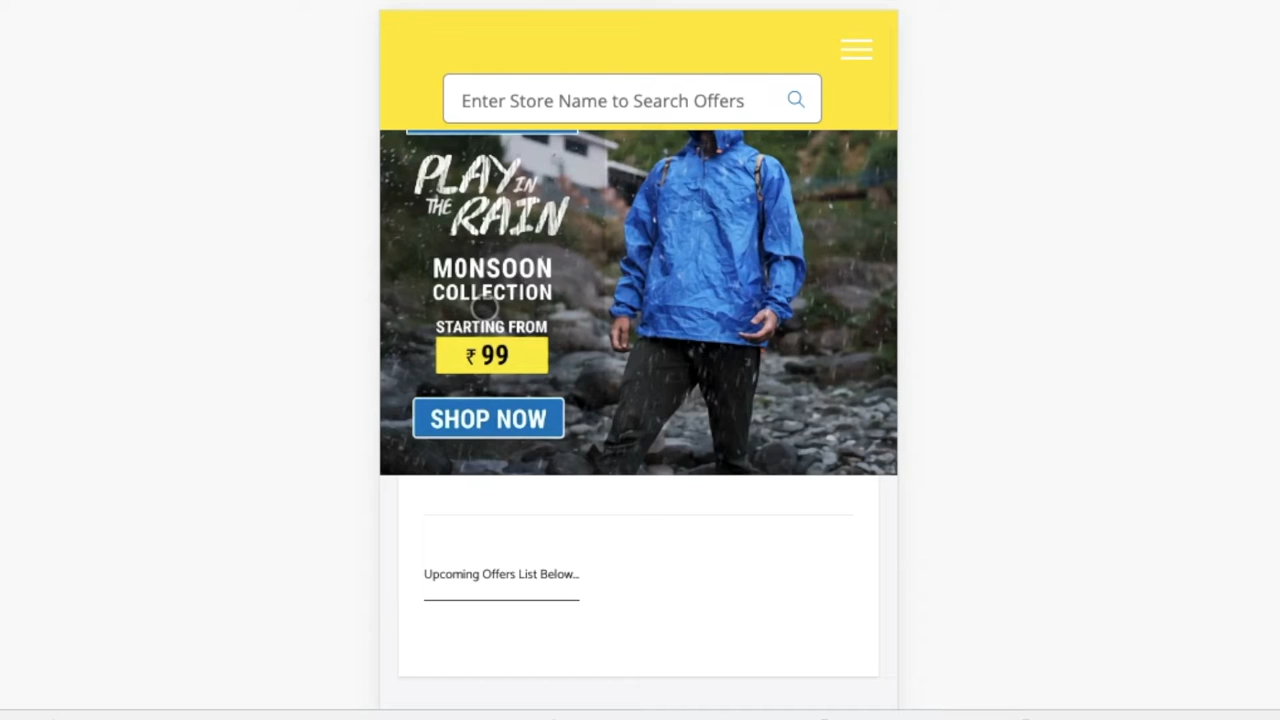 Enter Store Name to Search Offers
PLAY IN
THE RAIN
MONSOON
COLLECTION
STARTING FROM
₹ 99
SHOP NOW
Upcoming Offers List Below...